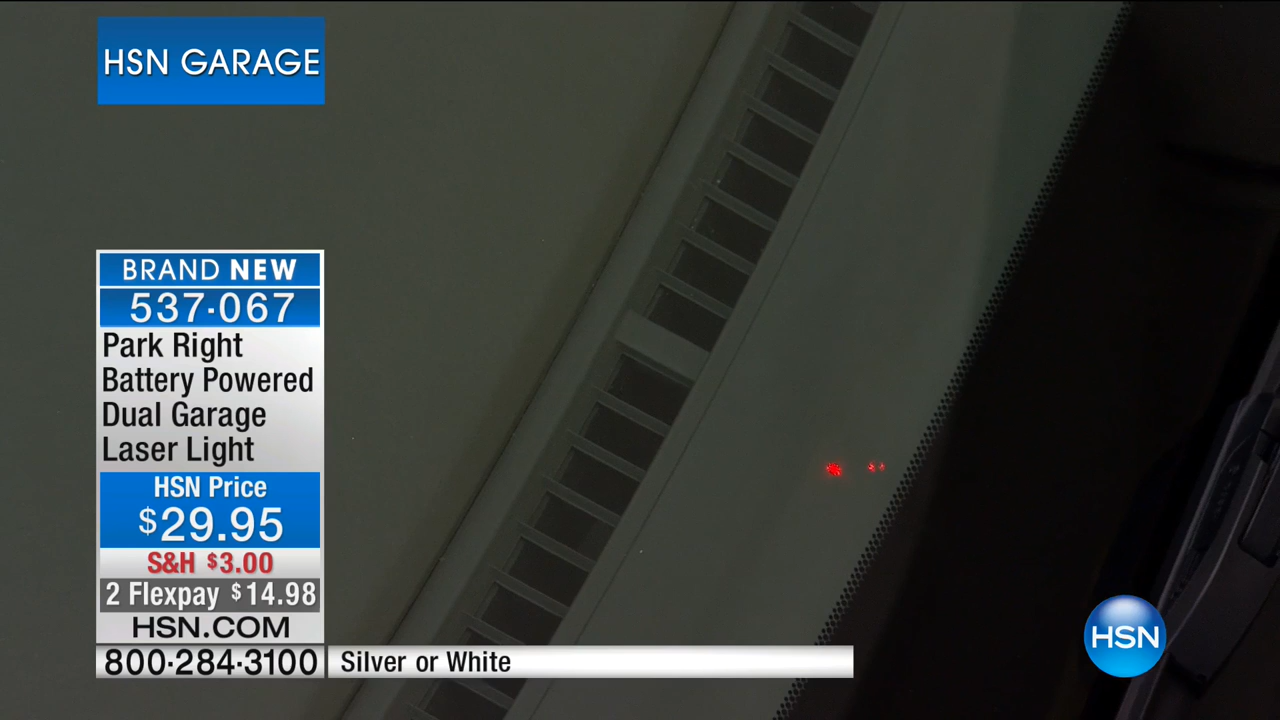 HSN GARAGE
BRAND NEW
537·067
Park Right
Battery Powered
Dual Garage
Laser Light
HSN Price
$29.95
S&H $3.00
2 Flexpay $14.98
HSN.COM
800·284·3100
Silver or White
HSN